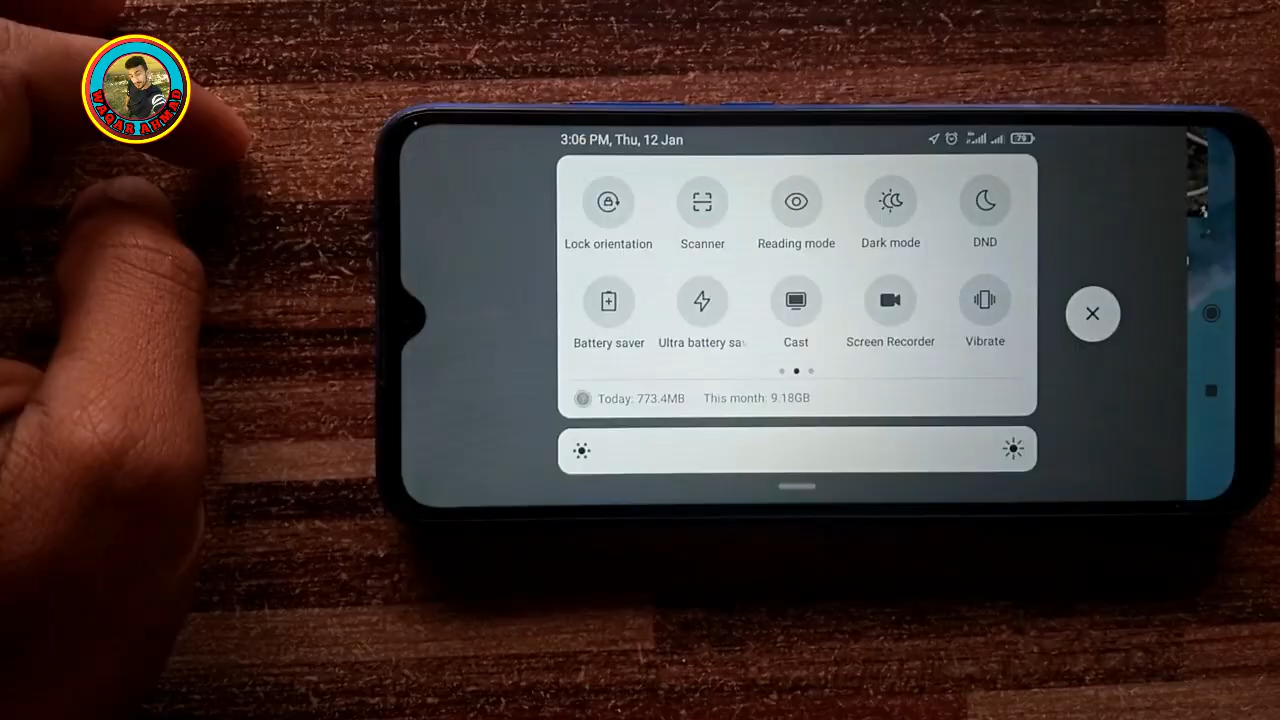 WAQAR AHMAD
3:06 PM, Thu, 12 Jan
79
Lock orientation
Scanner
Reading mode
Dark mode
DND
Battery saver
Ultra battery sa
Cast
Screen Recorder
Vibrate
Today: 773.4MB
This month: 9.18GB